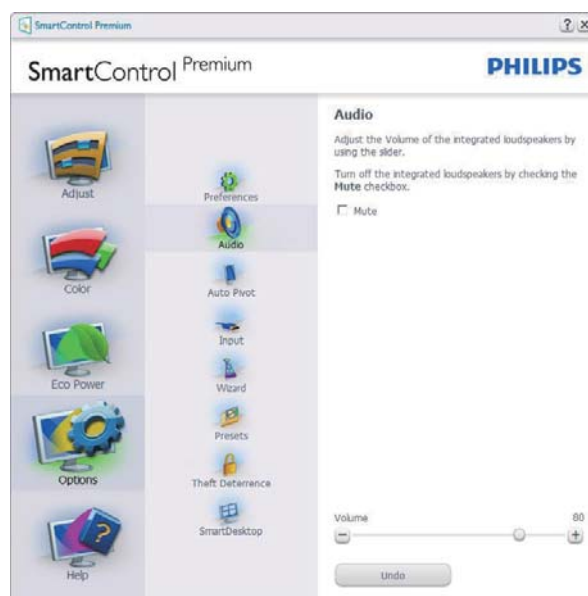 SmartControl Premium
SmartControl Premium
PHILIPS
Adjust
Color
Eco Power
Options
Help
Preferences
Audio
Auto Pivot
Input
Wizard
Presets
Theft Deterrence
SmartDesktop
Audio
Adjust the Volume of the integrated loudspeakers by
using the slider.
Turn off the integrated loudspeakers by checking the
Mute checkbox.
Mute
Volume 80
Undo